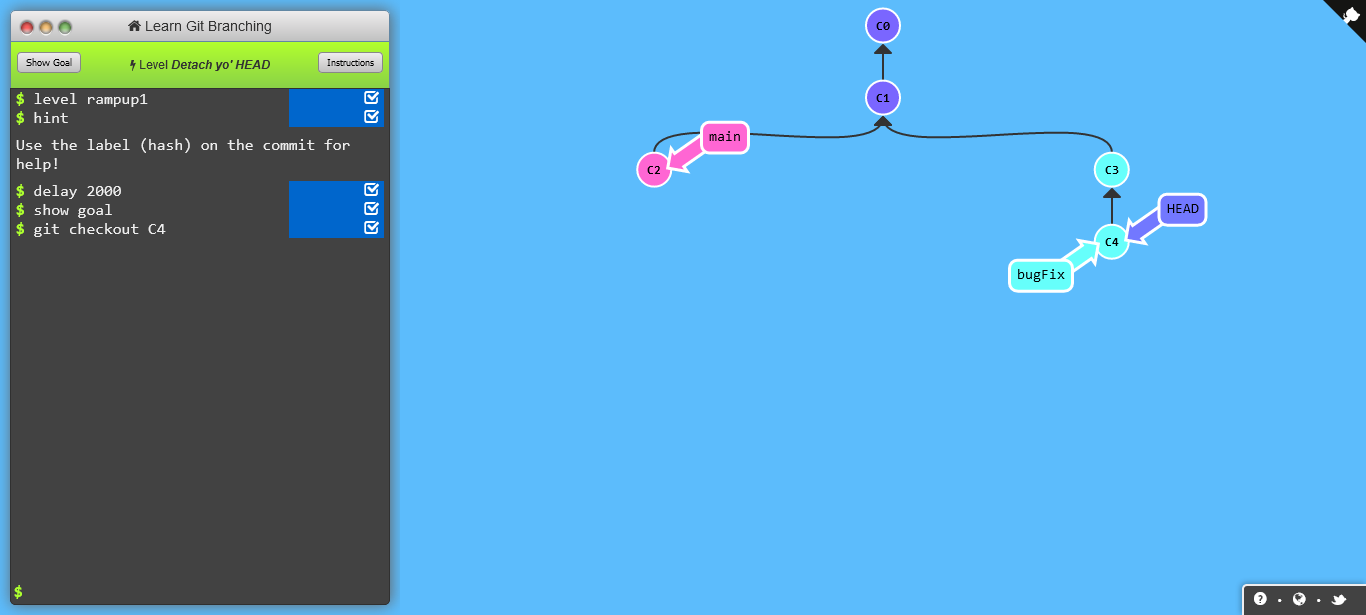 Learn Git Branching
Show Goal
Level Detach yo' HEAD
Instructions
$ level rampup1
$ hint
Use the label (hash) on the commit for
help!
$ delay 2000
$ show goal
$ git checkout C4
$
C0
C1
main
C2
C3
HEAD
C4
bugFix